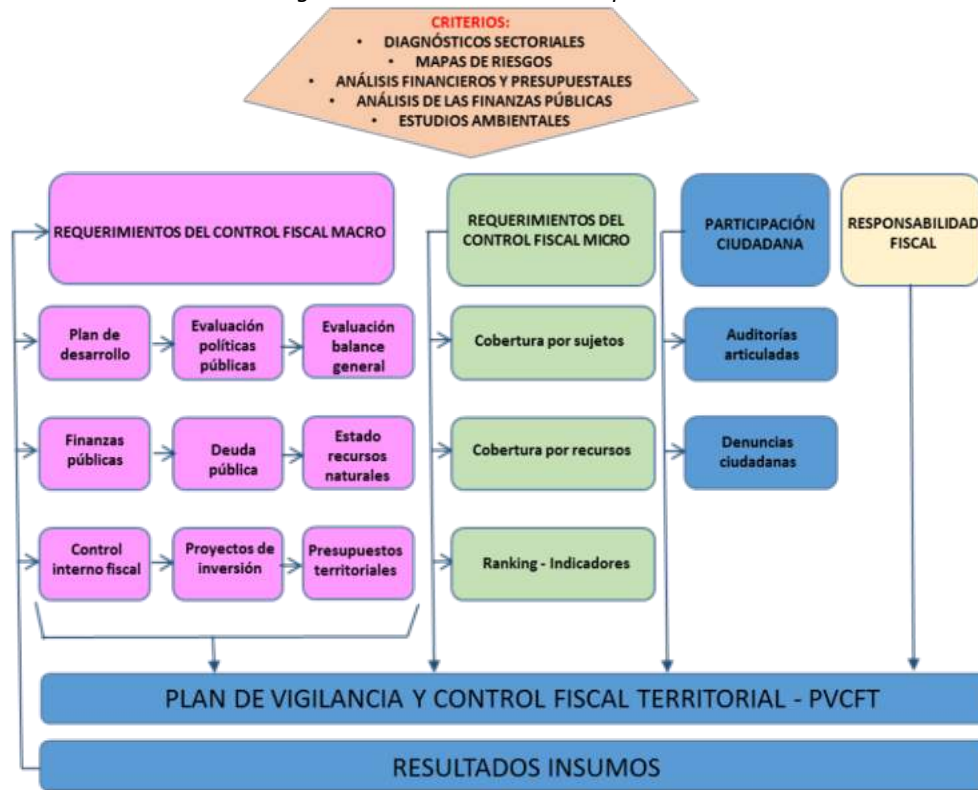 CRITERIOS:
• DIAGNÓSTICOS SECTORIALES
• MAPAS DE RIESGOS
• ANÁLISIS FINANCIEROS Y PRESUPUESTALES
• ANÁLISIS DE LAS FINANZAS PÚBLICAS
• ESTUDIOS AMBIENTALES
REQUERIMIENTOS DEL CONTROL FISCAL MACRO
REQUERIMIENTOS DEL
CONTROL FISCAL MICRO
PARTICIPACIÓN
CIUDADANA
RESPONSABILIDAD
FISCAL
Plan de
desarrollo
Evaluación
políticas
públicas
Evaluación
balance
general
Cobertura por sujetos
Auditorías
articuladas
Finanzas
públicas
Deuda
pública
Estado
recursos
naturales
Cobertura por recursos
Denuncias
ciudadanas
Control
interno fiscal
Proyectos de
inversión
Presupuestos
territoriales
Ranking - Indicadores
PLAN DE VIGILANCIA Y CONTROL FISCAL TERRITORIAL - PVCFT
RESULTADOS INSUMOS